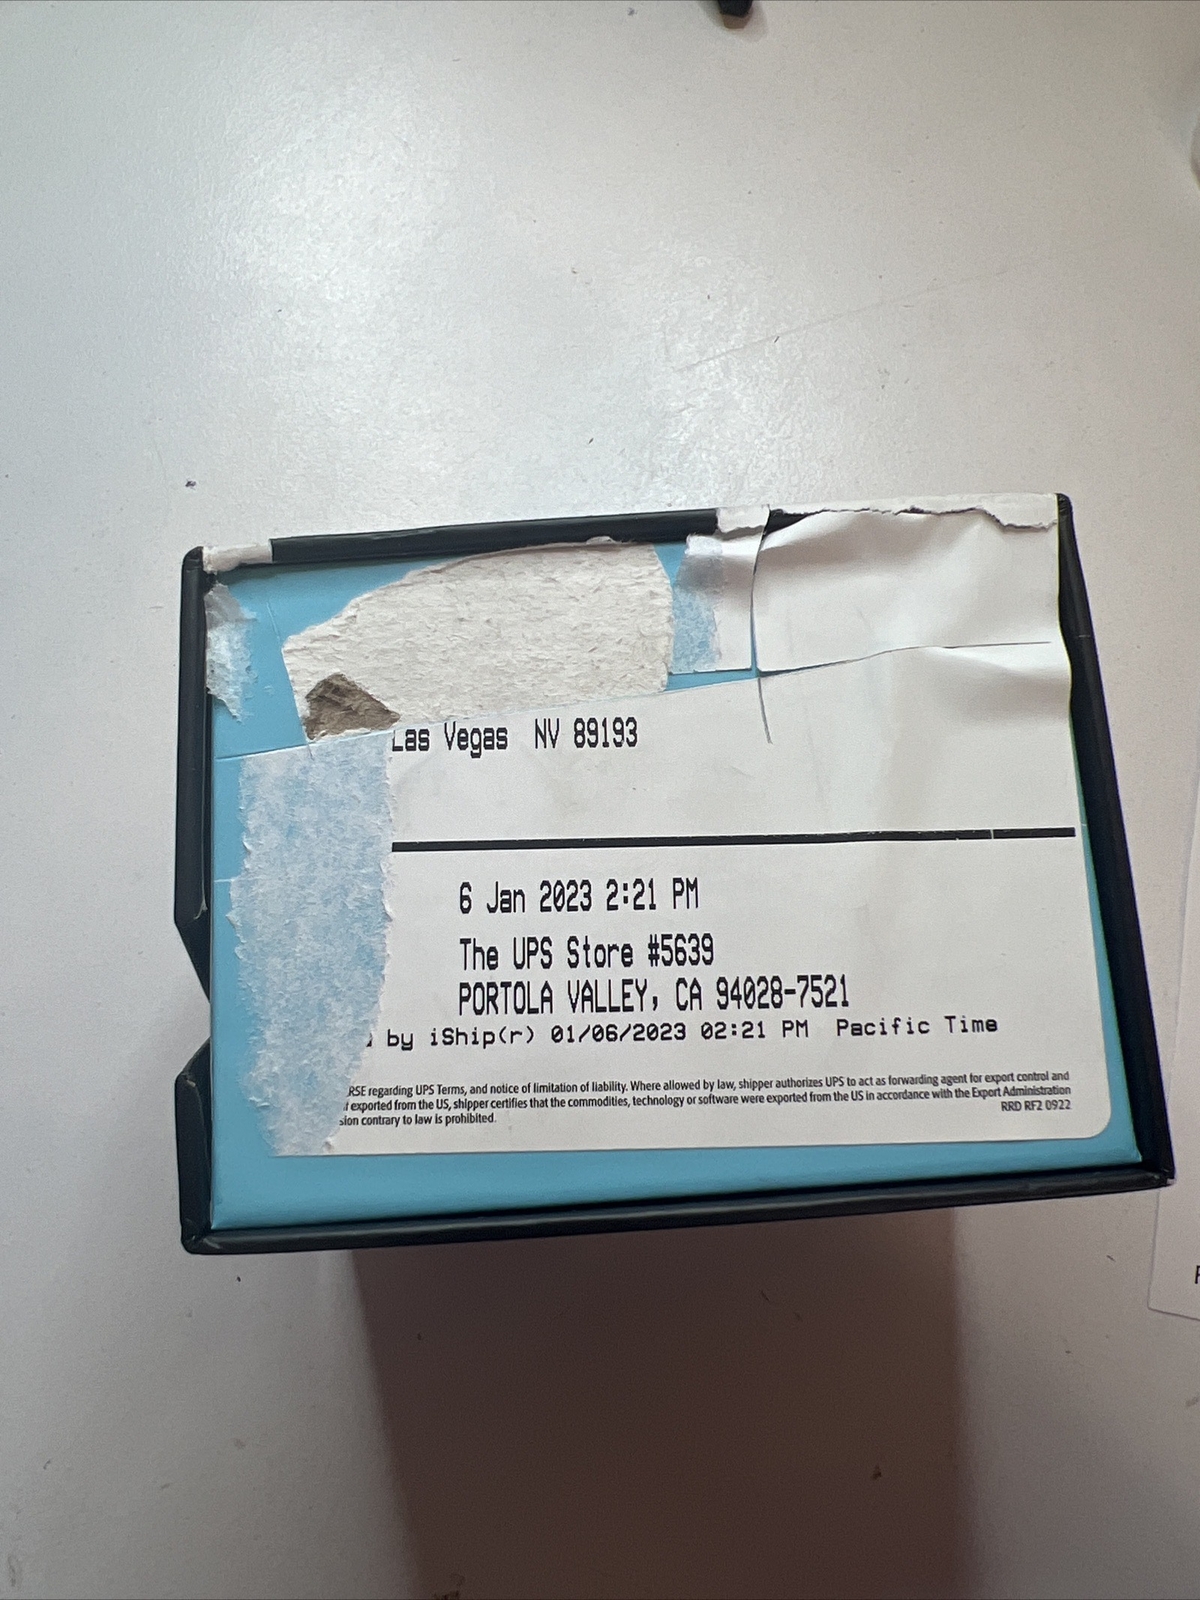 Las Vegas NV 89193
6 Jan 2023 2:21 PM
The UPS Store #5639
PORTOLA VALLEY, CA 94028-7521
by iShip(r) 01/06/2023 02:21 PM Pacific Time
RSE regarding UPS Terms, and notice of limitation of liability. Where allowed by law, shipper authorizes UPS to act as forwarding agent for export control and
f exported from the US, shipper certifies that the commodities, technology or software were exported from the US in accordance with the Export Administration
sion contrary to law is prohibited.
RRD RF2 0922